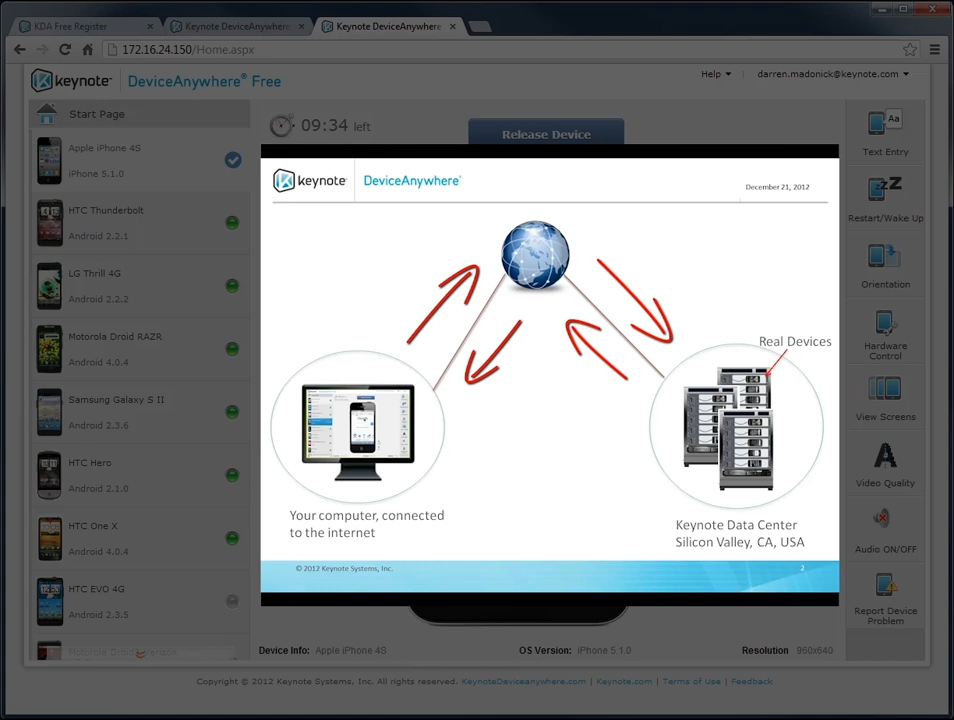 KDA Free Register
Keynote DeviceAnywhere
Keynote DeviceAnywhere
172.16.24.150/Home.aspx
keynote DeviceAnywhere® Free
Help
darren.madonick@keynote.com
Start Page
09:34 left
Release Device
Apple iPhone 4S
iPhone 5.1.0
HTC Thunderbolt
Android 2.2.1
LG Thrill 4G
Android 2.2.2
Motorola Droid RAZR
Android 4.0.4
Samsung Galaxy S II
Android 2.3.6
HTC Hero
Android 2.1.0
HTC One X
Android 4.0.4
HTC EVO 4G
Android 2.3.5
keynote DeviceAnywhere
December 21, 2012
Real Devices
Your computer, connected
to the internet
Keynote Data Center
Silicon Valley, CA, USA
© 2012 Keynote Systems, Inc.
2
Aa
Text Entry
zZZ
Restart/Wake Up
Orientation
Hardware
Control
View Screens
A
Video Quality
Audio ON/OFF
Report Device
Problem
Device Info: Apple iPhone 4S
OS Version: iPhone 5.1.0
Resolution 960x640
Copyright © 2012 Keynote Systems, Inc. All rights reserved. KeynoteDeviceanywhere.com | Keynote.com | Terms of Use | Feedback